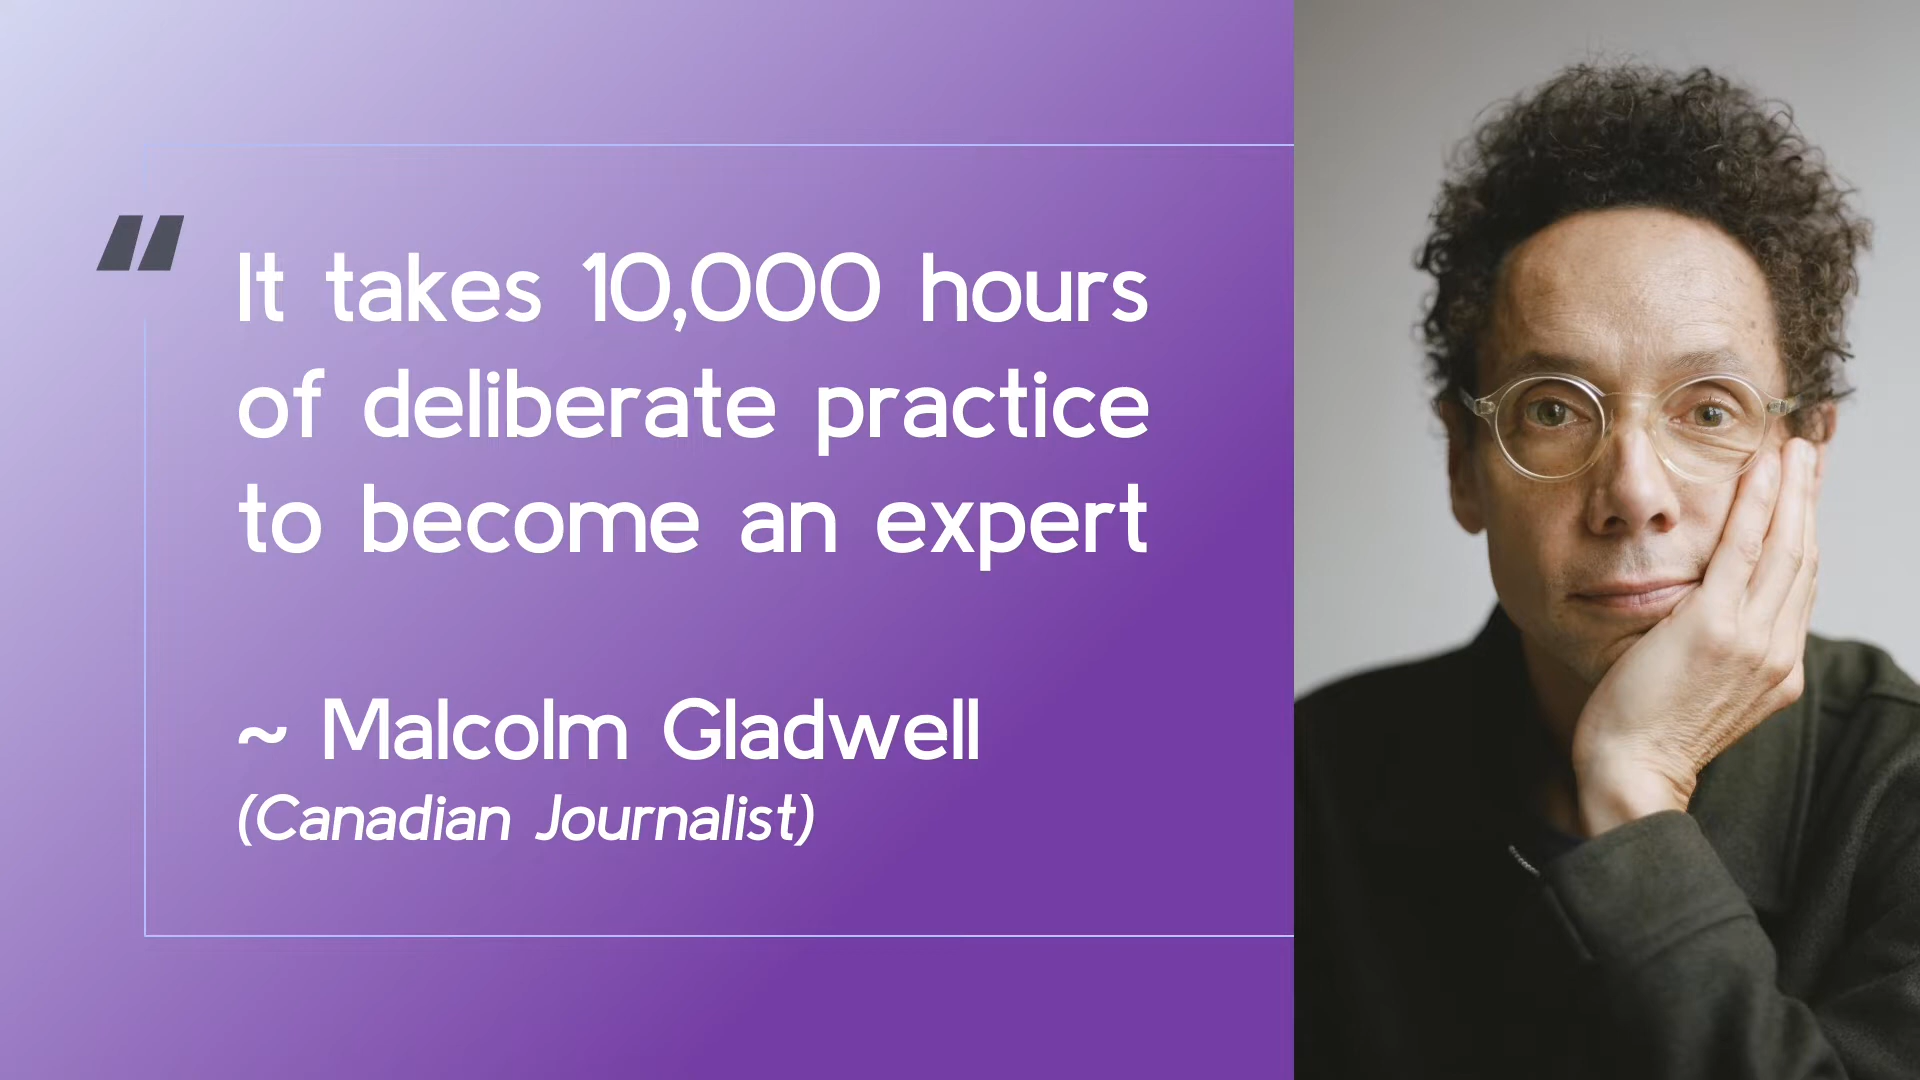 "
It takes 10,000 hours
of deliberate practice
to become an expert
~ Malcolm Gladwell
(Canadian Journalist)